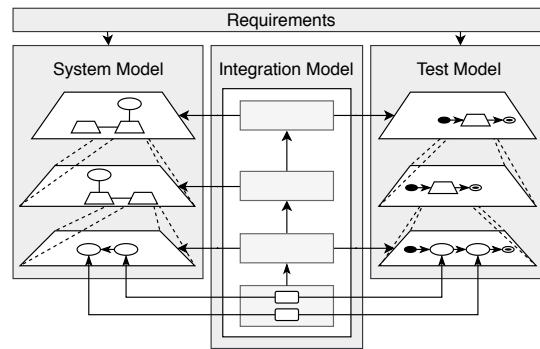 Requirements
System Model
Integration Model
Test Model